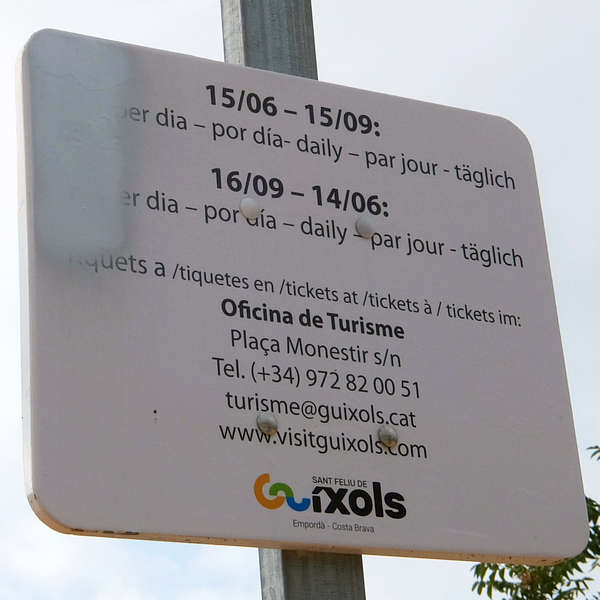 15/06 – 15/09:
per dia – por día- daily – par jour - täglich
16/09 – 14/06:
per dia – por día – daily – par jour - täglich
Tiquets a /tiquetes en /tickets at /tickets à / tickets im:
Oficina de Turisme
Plaça Monestir s/n
Tel. (+34) 972 82 00 51
turisme@guixols.cat
www.visitguixols.com
SANT FELIU DE
Guíxols
Empordà - Costa Brava